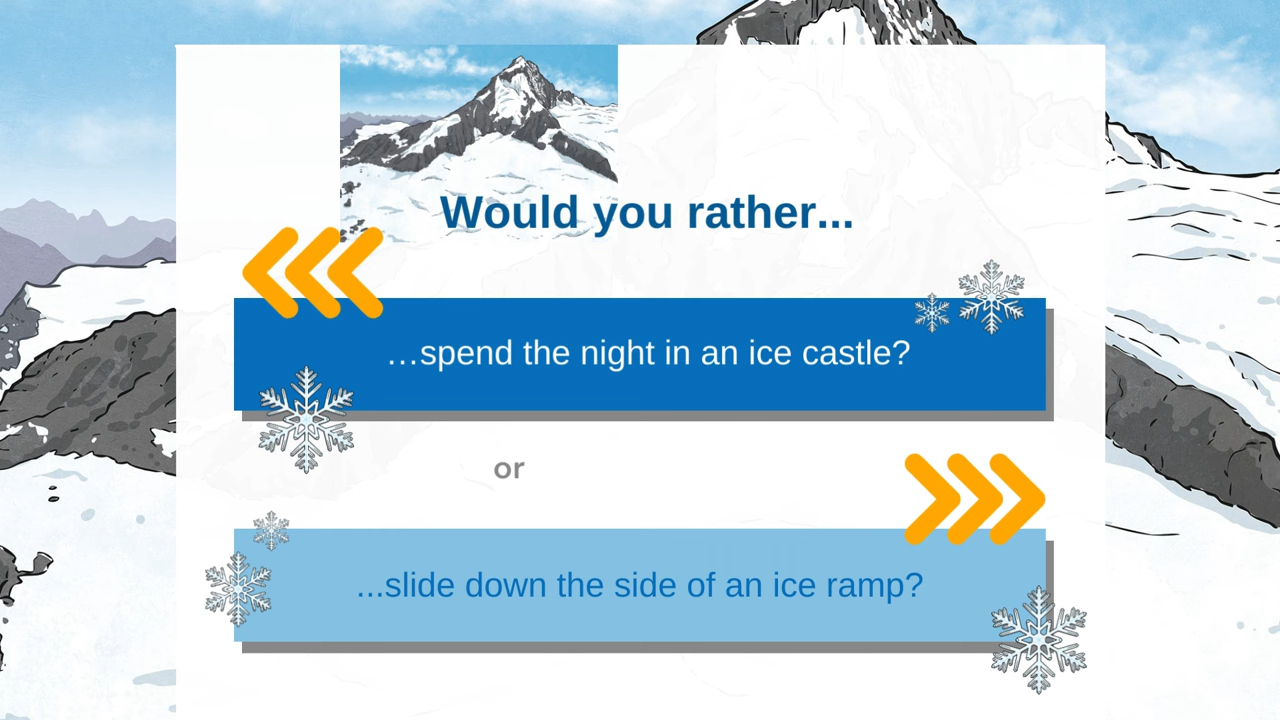 Would you rather...
…spend the night in an ice castle?
or
...slide down the side of an ice ramp?